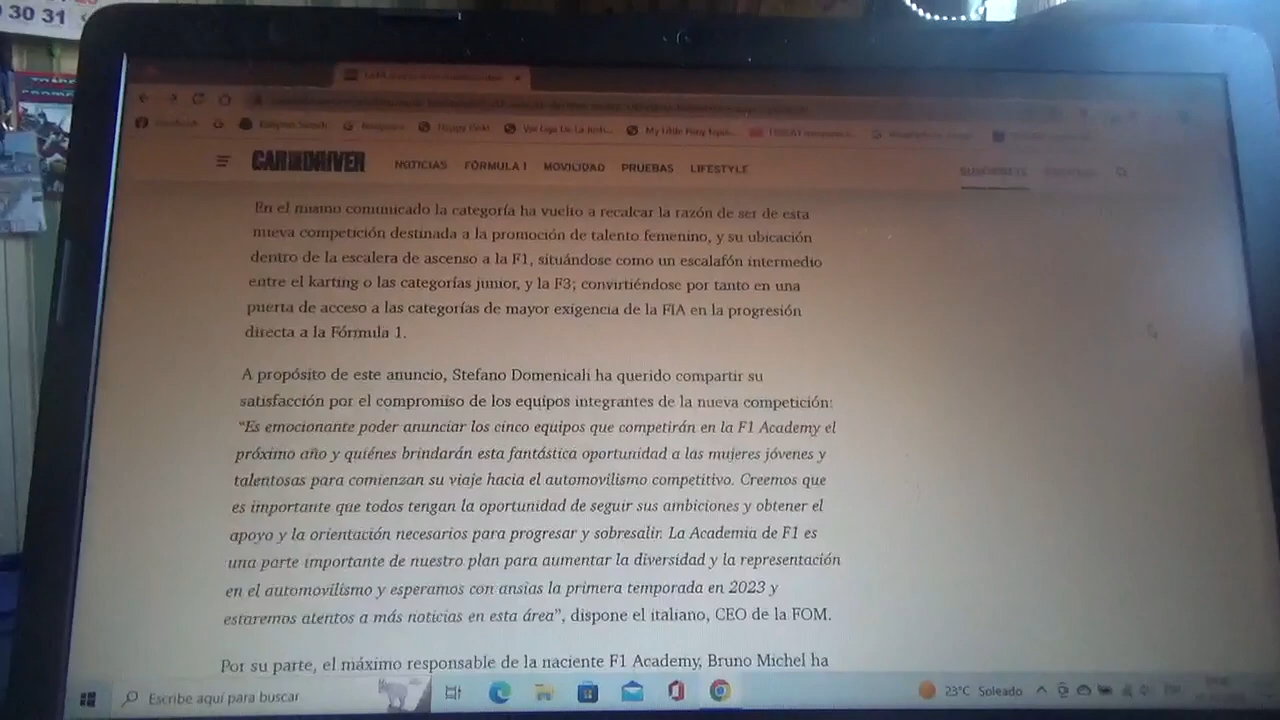 30 31
CAR AND DRIVER
NOTICIAS FÓRMULA 1 MOVILIDAD PRUEBAS LIFESTYLE
SUSCRÍBETE
En el mismo comunicado la categoría ha vuelto a recalcar la razón de ser de esta
nueva competición destinada a la promoción de talento femenino, y su ubicación
dentro de la escalera de ascenso a la F1, situándose como un escalafón intermedio
entre el karting o las categorías junior, y la F3; convirtiéndose por tanto en una
puerta de acceso a las categorías de mayor exigencia de la FIA en la progresión
directa a la Fórmula 1.
A propósito de este anuncio, Stefano Domenicali ha querido compartir su
satisfacción por el compromiso de los equipos integrantes de la nueva competición:
“Es emocionante poder anunciar los cinco equipos que competirán en la F1 Academy el
próximo año y quiénes brindarán esta fantástica oportunidad a las mujeres jóvenes y
talentosas para comienzan su viaje hacia el automovilismo competitivo. Creemos que
es importante que todos tengan la oportunidad de seguir sus ambiciones y obtener el
apoyo y la orientación necesarios para progresar y sobresalir. La Academia de F1 es
una parte importante de nuestro plan para aumentar la diversidad y la representación
en el automovilismo y esperamos con ansias la primera temporada en 2023 y
estaremos atentos a más noticias en esta área”, dispone el italiano, CEO de la FOM.
Por su parte, el máximo responsable de la naciente F1 Academy, Bruno Michel ha
Escribe aquí para buscar
23°C Soleado